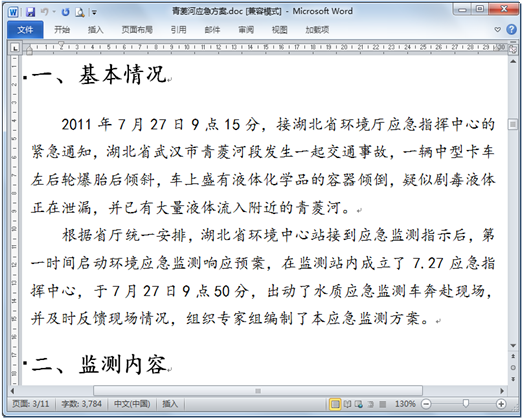 青菱河应急方案.doc [兼容模式] - Microsoft Word
文件 开始 插入 页面布局 引用 邮件 审阅 视图 加载项
一、基本情况
2011 年 7 月 27 日 9 点 15 分，接湖北省环境厅应急指挥中心的
紧急通知，湖北省武汉市青菱河段发生一起交通事故，一辆中型卡车
左后轮爆胎后倾斜，车上盛有液体化学品的容器倾倒，疑似剧毒液体
正在泄漏，并已有大量液体流入附近的青菱河。
根据省厅统一安排，湖北省环境中心站接到应急监测指示后，第
一时间启动环境应急监测响应预案，在监测站内成立了 7.27 应急指
挥中心，于 7 月 27 日 9 点 50 分，出动了水质应急监测车奔赴现场，
并及时反馈现场情况，组织专家组编制了本应急监测方案。
二、监测内容
页面: 3/11 字数: 3,784 中文(中国) 插入 130%